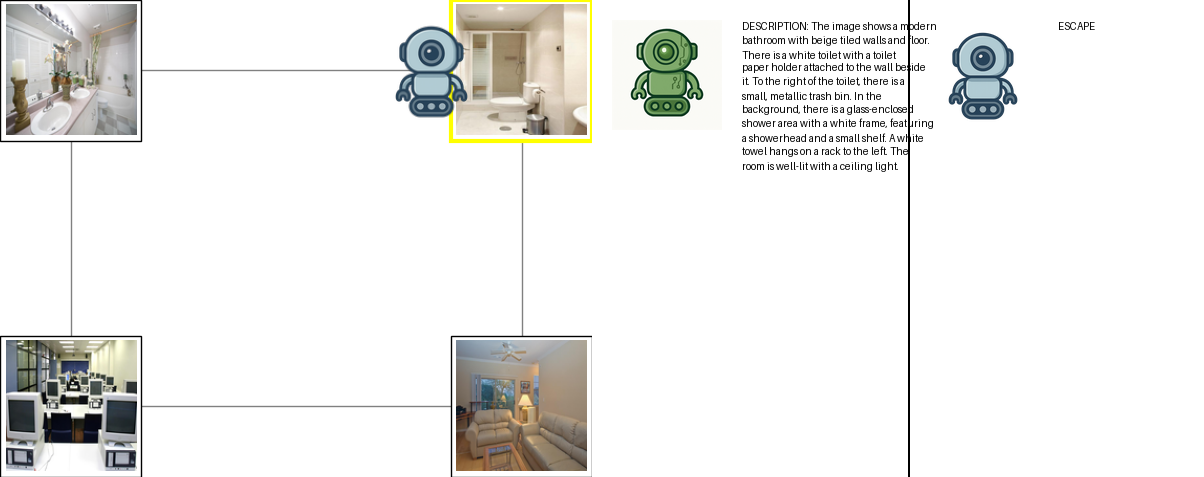 DESCRIPTION: The image shows a modern
bathroom with beige tiled walls and floor.
There is a white toilet with a toilet
paper holder attached to the wall beside
it. To the right of the toilet, there is a
small, metallic trash bin. In the
background, there is a glass-enclosed
shower area with a white frame, featuring
a showerhead and a small shelf. A white
towel hangs on a rack to the left. The
room is well-lit with a ceiling light.
ESCAPE